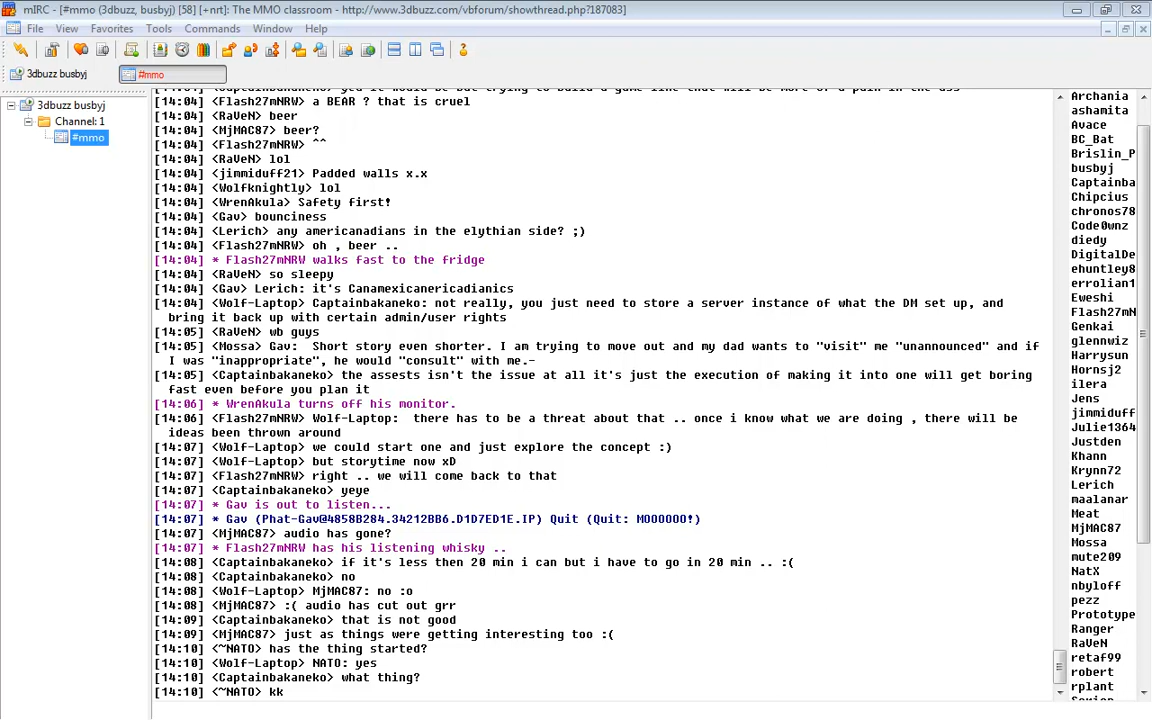 mIRC - [#mmo (3dbuzz, busbyj) [58] [+nrt]: The MMO classroom - http://www.3dbuzz.com/vbforum/showthread.php?187083]
File View Favorites Tools Commands Window Help
3dbuzz busbyj #mmo
3dbuzz busbyj
Channel: 1
#mmo
[14:04] <Flash27mNRW> a BEAR ? that is cruel
[14:04] <RaVeN> beer
[14:04] <MjMAC87> beer?
[14:04] <Flash27mNRW> ^^
[14:04] <RaVeN> lol
[14:04] <jimmiduff21> Padded walls x.x
[14:04] <Wolfknightly> lol
[14:04] <WrenAkula> Safety first!
[14:04] <Gav> bounciness
[14:04] <Lerich> any americanadians in the elythian side? ;)
[14:04] <Flash27mNRW> oh , beer ..
[14:04] * Flash27mNRW walks fast to the fridge
[14:04] <RaVeN> so sleepy
[14:04] <Gav> Lerich: it's Canamexicanericadianics
[14:04] <Wolf-Laptop> Captainbakaneko: not really, you just need to store a server instance of what the DM set up, and
bring it back up with certain admin/user rights
[14:05] <RaVeN> wb guys
[14:05] <Mossa> Gav:  Short story even shorter. I am trying to move out and my dad wants to "visit" me "unannounced" and if
I was "inappropriate", he would "consult" with me.-
[14:05] <Captainbakaneko> the assests isn't the issue at all it's just the execution of making it into one will get boring
fast even before you plan it
[14:06] * WrenAkula turns off his monitor.
[14:06] <Flash27mNRW> Wolf-Laptop:  there has to be a threat about that .. once i know what we are doing , there will be
ideas been thrown around
[14:07] <Wolf-Laptop> we could start one and just explore the concept :)
[14:07] <Wolf-Laptop> but storytime now xD
[14:07] <Flash27mNRW> right .. we will come back to that
[14:07] <Captainbakaneko> yeye
[14:07] * Gav is out to listen...
[14:07] * Gav (Phat-Gav@4858B284.34212BB6.D1D7ED1E.IP) Quit (Quit: MOOOOOO!)
[14:07] <MjMAC87> audio has gone?
[14:07] * Flash27mNRW has his listening whisky ..
[14:08] <Captainbakaneko> if it's less then 20 min i can but i have to go in 20 min .. :(
[14:08] <Captainbakaneko> no
[14:08] <Wolf-Laptop> MjMAC87: no :o
[14:08] <MjMAC87> :( audio has cut out grr
[14:09] <Captainbakaneko> that is not good
[14:09] <MjMAC87> just as things were getting interesting too :(
[14:10] <~NATO> has the thing started?
[14:10] <Wolf-Laptop> NATO: yes
[14:10] <Captainbakaneko> what thing?
[14:10] <~NATO> kk
Archania
ashamita
Avace
BC_Bat
Brislin_P
busbyj
Captainba
Chipcius
chronos78
Code0wnz
diedy
DigitalDe
ehuntley8
errolian1
Eweshi
Flash27mN
Genkai
glennwiz
Harrysun
Hornsj2
ilera
Jens
jimmiduff
Julie1364
Justden
Khann
Krynn72
Lerich
maalanar
Meat
MjMAC87
Mossa
mute209
NatX
nbyloff
pezz
Prototype
Ranger
RaVeN
retaf99
robert
rplant